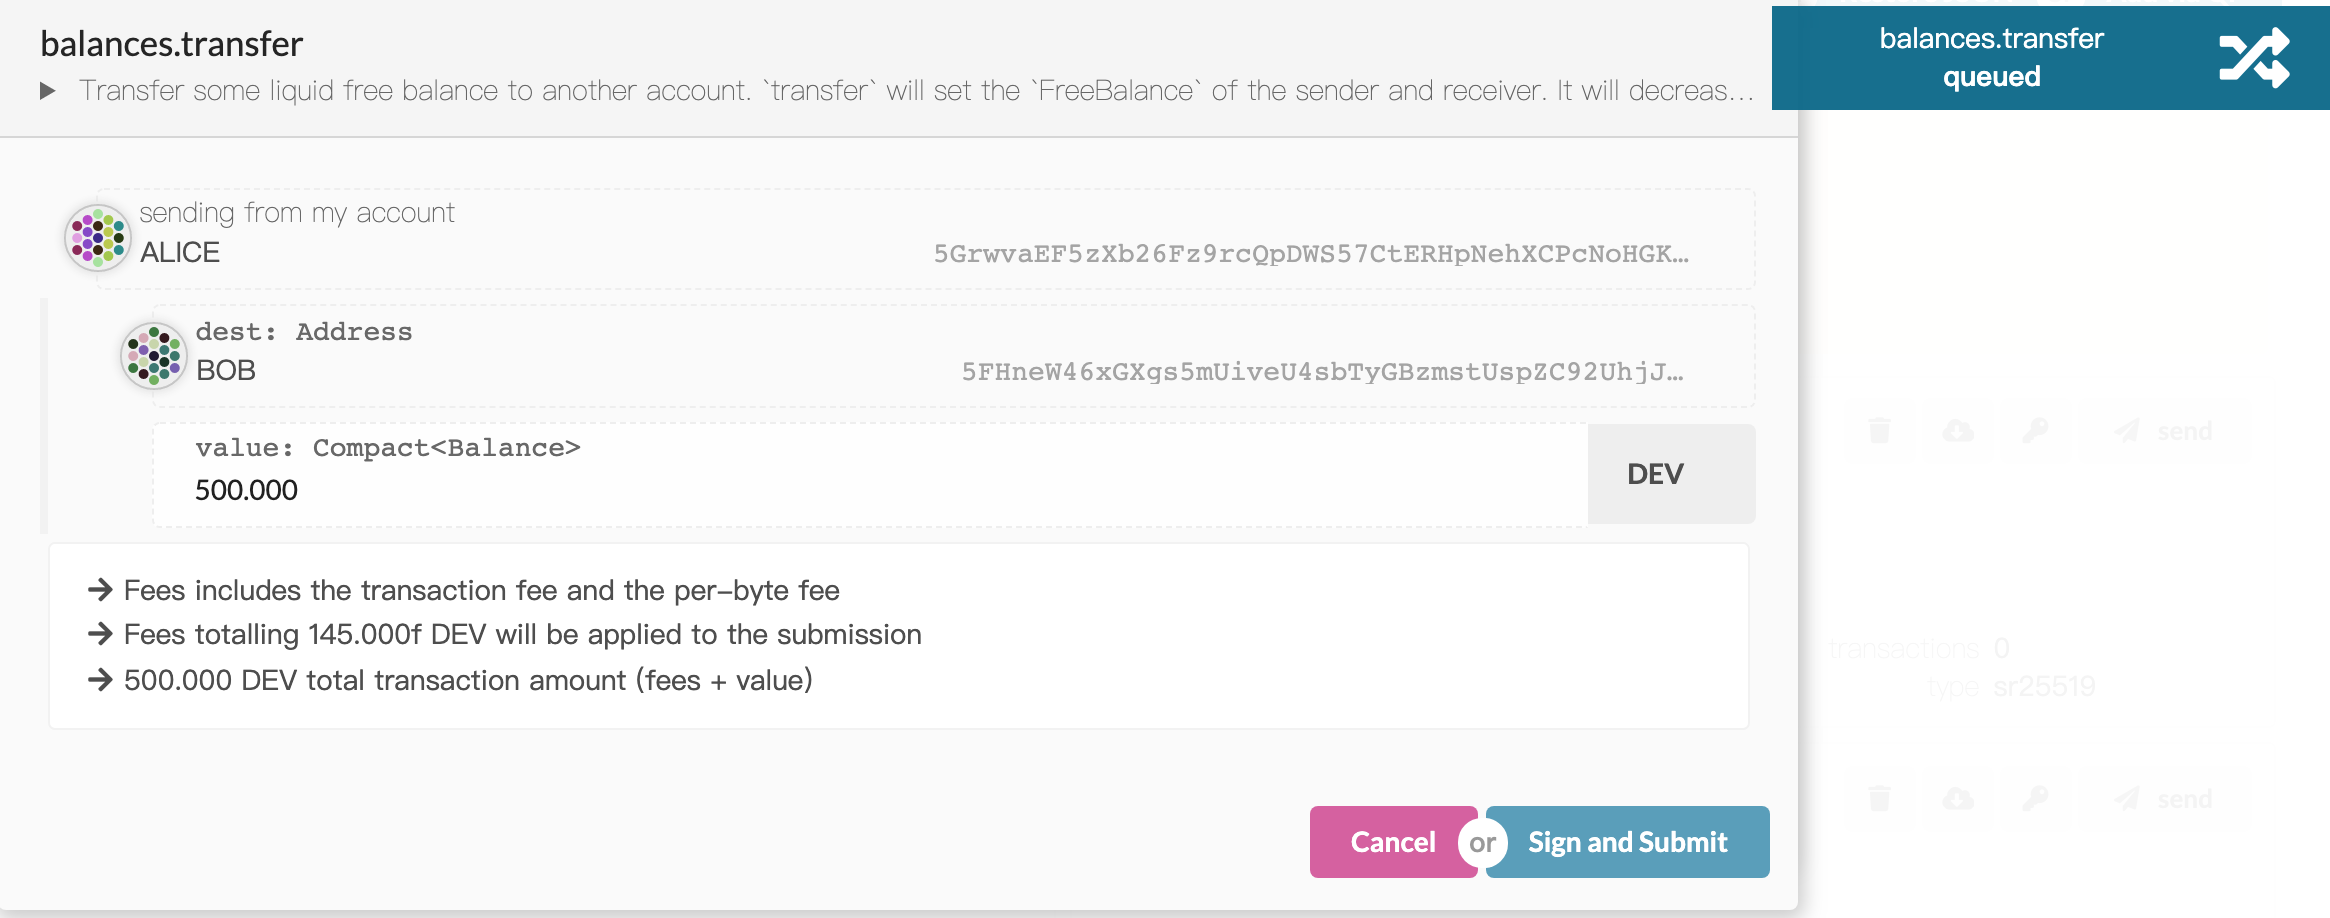 balances.transfer
Transfer some liquid free balance to another account. `transfer` will set the `FreeBalance` of the sender and receiver. It will decreas...
balances.transfer
queued
sending from my account
ALICE
5GrwvaEF5zXb26Fz9rcQpDWS57CtERHpNehXCPcNoHGK...
dest: Address
BOB
5FHneW46xGXgs5mUiveU4sbTyGBzmstUspZC92UhjJ...
value: Compact<Balance>
500.000
DEV
send
Fees includes the transaction fee and the per-byte fee
Fees totalling 145.000f DEV will be applied to the submission
500.000 DEV total transaction amount (fees + value)
transactions 0
type sr25519
send
Cancel or Sign and Submit